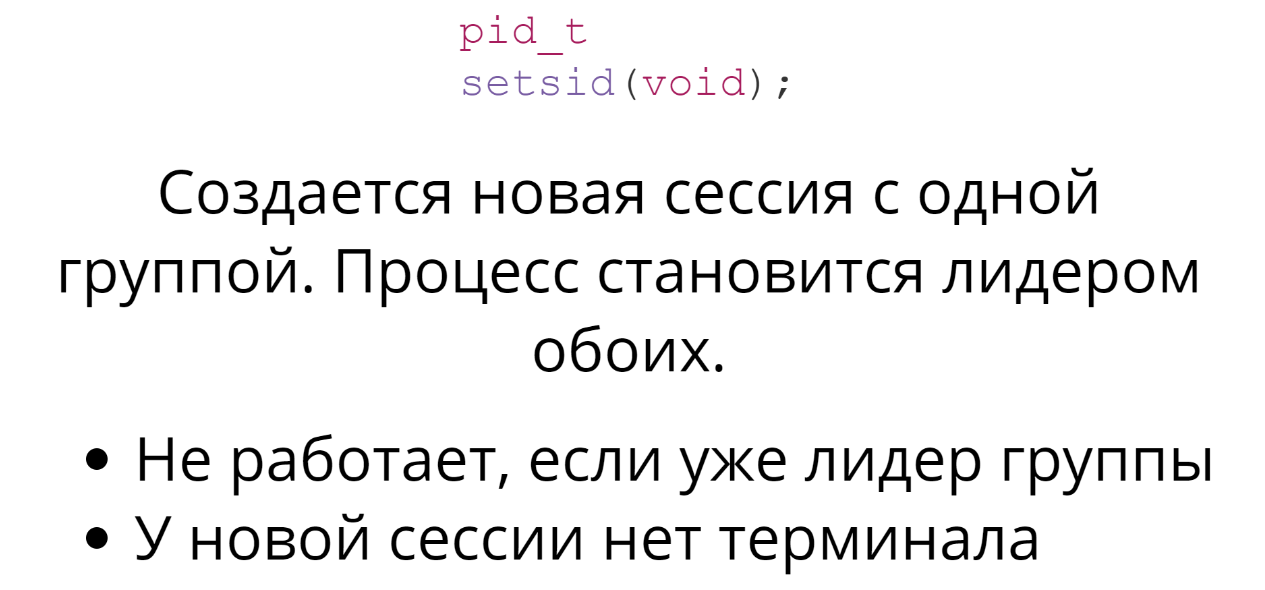 pid_t
setsid(void);
Создается новая сессия с одной
группой. Процесс становится лидером
обоих.
• Не работает, если уже лидер группы
• У новой сессии нет терминала